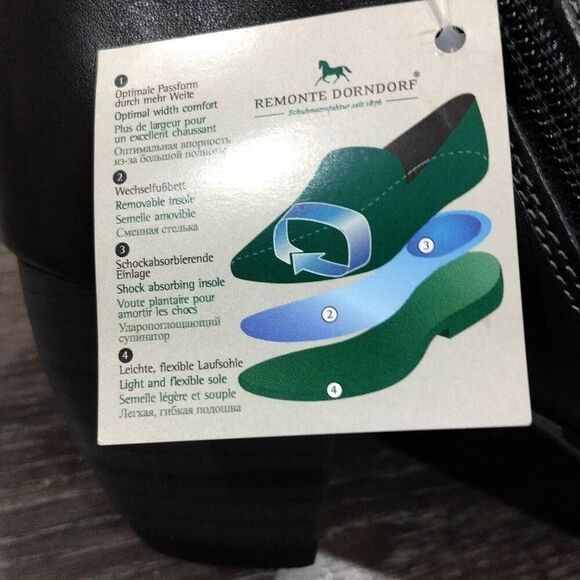 REMONTE DORNDORF®
Schuhmanufaktur seit 1876
1
Optimale Passform
durch mehr Weite
Optimal width comfort
Plus de largeur pour
un excellent chaussant
Оптимальная впорность
из-за большой
2
Wechselfußbett
Removable insole
Semelle amovible
Сменная стелька
3
Schockabsorbierende
Einlage
Shock absorbing insole
Voute plantaire pour
amortir les chocs
Ударопоглощающий
супинатор
4
Leichte, flexible Laufsohle
Light and flexible sole
Semelle légère et souple
Легкая, гибкая подошва
3
2
4